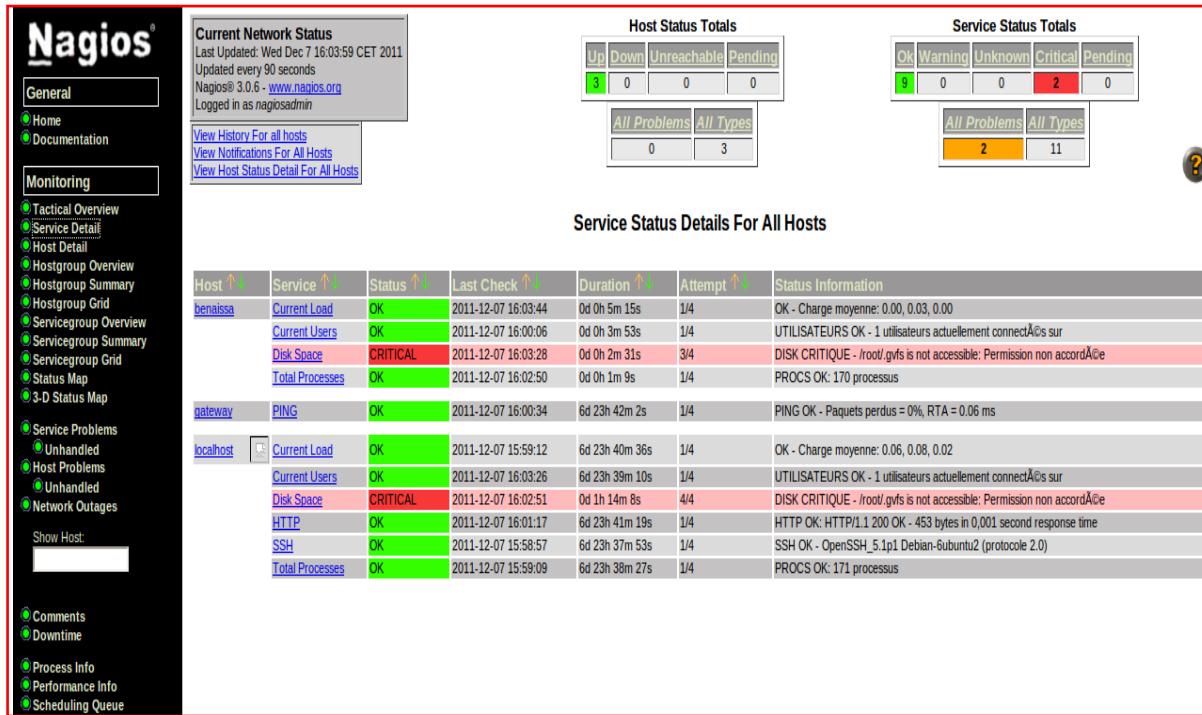 Nagios®
General
Home
Documentation
Monitoring
Tactical Overview
Service Detail
Host Detail
Hostgroup Overview
Hostgroup Summary
Hostgroup Grid
Servicegroup Overview
Servicegroup Summary
Servicegroup Grid
Status Map
3-D Status Map
Service Problems
Unhandled
Host Problems
Unhandled
Network Outages
Show Host:
Comments
Downtime
Process Info
Performance Info
Scheduling Queue
Current Network Status
Last Updated: Wed Dec 7 16:03:59 CET 2011
Updated every 90 seconds
Nagios® 3.0.6 - www.nagios.org
Logged in as nagiosadmin
View History For all hosts
View Notifications For All Hosts
View Host Status Detail For All Hosts
Host Status Totals
Up Down Unreachable Pending
3 0 0 0
All Problems All Types
0 3
Service Status Totals
Ok Warning Unknown Critical Pending
9 0 0 2 0
All Problems All Types
2 11
?
Service Status Details For All Hosts
Host Service Status Last Check Duration Attempt Status Information
benaissa Current Load OK 2011-12-07 16:03:44 0d 0h 5m 15s 1/4 OK - Charge moyenne: 0.00, 0.03, 0.00
Current Users OK 2011-12-07 16:00:06 0d 0h 3m 53s 1/4 UTILISATEURS OK - 1 utilisateurs actuellement connectÃ©s sur
Disk Space CRITICAL 2011-12-07 16:03:28 0d 0h 2m 31s 3/4 DISK CRITIQUE - /root/.gvfs is not accessible: Permission non accordÃ©e
Total Processes OK 2011-12-07 16:02:50 0d 0h 1m 9s 1/4 PROCS OK: 170 processus
gateway PING OK 2011-12-07 16:00:34 6d 23h 42m 2s 1/4 PING OK - Paquets perdus = 0%, RTA = 0.06 ms
localhost Current Load OK 2011-12-07 15:59:12 6d 23h 40m 36s 1/4 OK - Charge moyenne: 0.06, 0.08, 0.02
Current Users OK 2011-12-07 16:03:26 6d 23h 39m 10s 1/4 UTILISATEURS OK - 1 utilisateurs actuellement connectÃ©s sur
Disk Space CRITICAL 2011-12-07 16:02:51 0d 1h 14m 8s 4/4 DISK CRITIQUE - /root/.gvfs is not accessible: Permission non accordÃ©e
HTTP OK 2011-12-07 16:01:17 6d 23h 41m 19s 1/4 HTTP OK: HTTP/1.1 200 OK - 453 bytes in 0,001 second response time
SSH OK 2011-12-07 15:58:57 6d 23h 37m 53s 1/4 SSH OK - OpenSSH_5.1p1 Debian-6ubuntu2 (protocole 2.0)
Total Processes OK 2011-12-07 15:59:09 6d 23h 38m 27s 1/4 PROCS OK: 171 processus